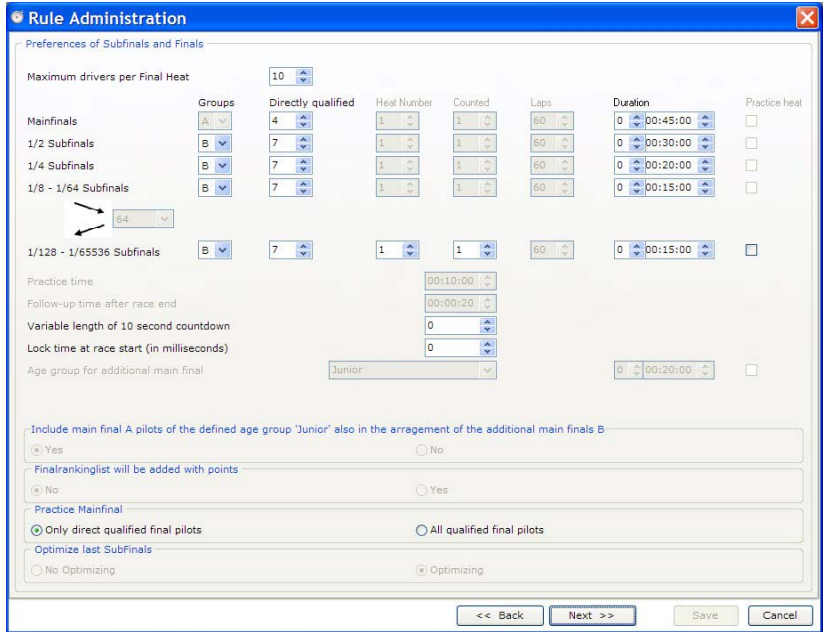 Rule Administration
Preferences of Subfinals and Finals
Maximum drivers per Final Heat 10
Groups Directly qualified Heat Number Counted Laps Duration Practice heat
Mainfinals A 4 1 1 60 0 00:45:00
1/2 Subfinals B 7 1 1 60 0 00:30:00
1/4 Subfinals B 7 1 1 60 0 00:20:00
1/8 - 1/64 Subfinals B 7 1 1 60 0 00:15:00
64
1/128 - 1/65536 Subfinals B 7 1 1 60 0 00:15:00
Practice time 00:10:00
Follow-up time after race end 00:00:20
Variable length of 10 second countdown 0
Lock time at race start (in milliseconds) 0
Age group for additional main final Junior 0 00:20:00
Include main final A pilots of the defined age group 'Junior' also in the arragement of the additional main finals B
Yes No
Finalrankinglist will be added with points
No Yes
Practice Mainfinal
Only direct qualified final pilots All qualified final pilots
Optimize last SubFinals
No Optimizing Optimizing
<< Back Next >> Save Cancel